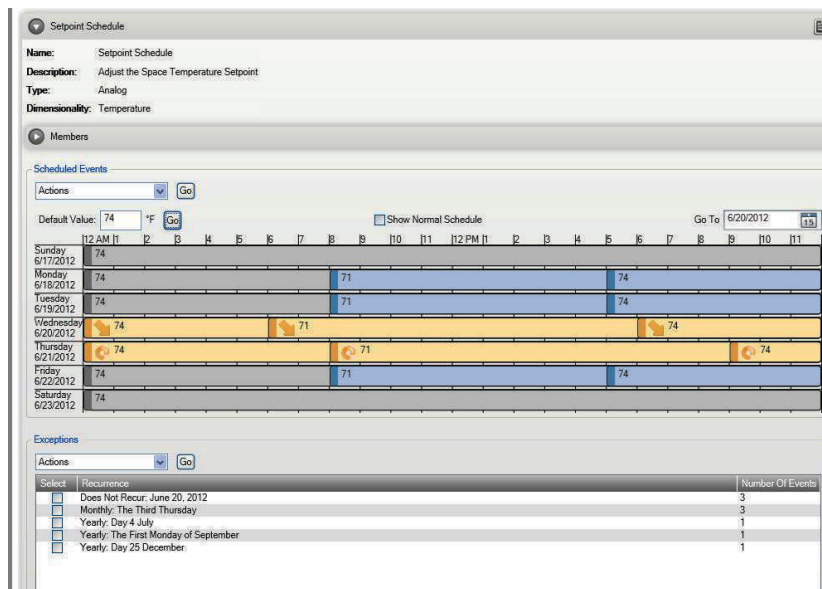 Setpoint Schedule
Name: Setpoint Schedule
Description: Adjust the Space Temperature Setpoint
Type: Analog
Dimensionality: Temperature
Members
Scheduled Events
Actions Go
Default Value: 74 °F Go Show Normal Schedule Go To 6/20/2012 15
12 AM 1 2 3 4 5 6 7 8 9 10 11 12 PM 1 2 3 4 5 6 7 8 9 10 11
Sunday 74
6/17/2012
Monday 74 71 74
6/18/2012
Tuesday 74 71 74
6/19/2012
Wednesday 74 71 74
6/20/2012
Thursday 74 71 74
6/21/2012
Friday 74 71 74
6/22/2012
Saturday 74
6/23/2012
Exceptions
Actions Go
Select Recurrence Number Of Events
Does Not Recur: June 20, 2012 3
Monthly: The Third Thursday 3
Yearly: Day 4 July 1
Yearly: The First Monday of September 1
Yearly: Day 25 December 1